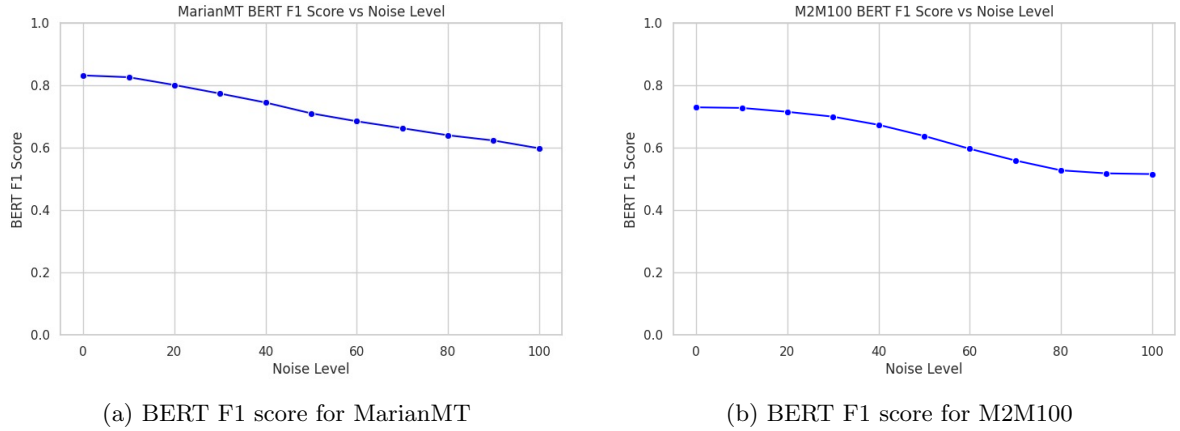 MarianMT BERT F1 Score vs Noise Level
1.0
0.8
0.6
0.4
0.2
0.0
BERT F1 Score
0 20 40 60 80 100
Noise Level
(a) BERT F1 score for MarianMT
M2M100 BERT F1 Score vs Noise Level
1.0
0.8
0.6
0.4
0.2
0.0
BERT F1 Score
0 20 40 60 80 100
Noise Level
(b) BERT F1 score for M2M100